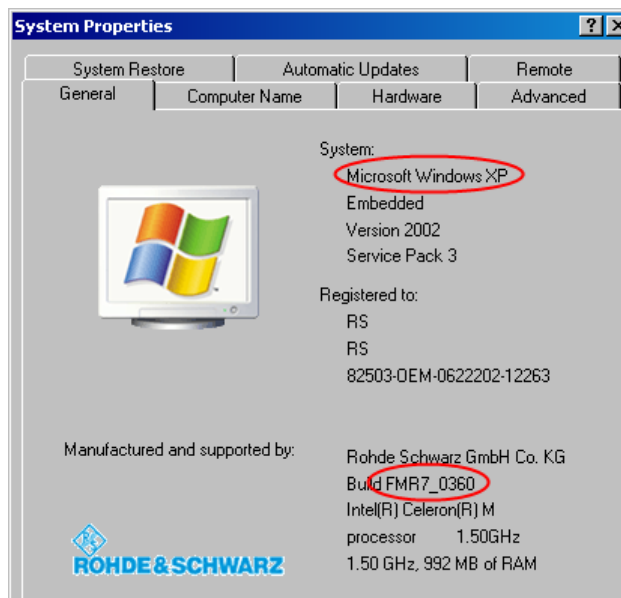 System Properties
System Restore
Automatic Updates
Remote
General
Computer Name
Hardware
Advanced
System:
Microsoft Windows XP
Embedded
Version 2002
Service Pack 3
Registered to:
RS
RS
82503-OEM-0622202-12263
Manufactured and supported by:
Rohde Schwarz GmbH Co. KG
Build FMR7_0360
Intel(R) Celeron(R) M
processor 1.50GHz
1.50 GHz, 992 MB of RAM
ROHDE&SCHWARZ